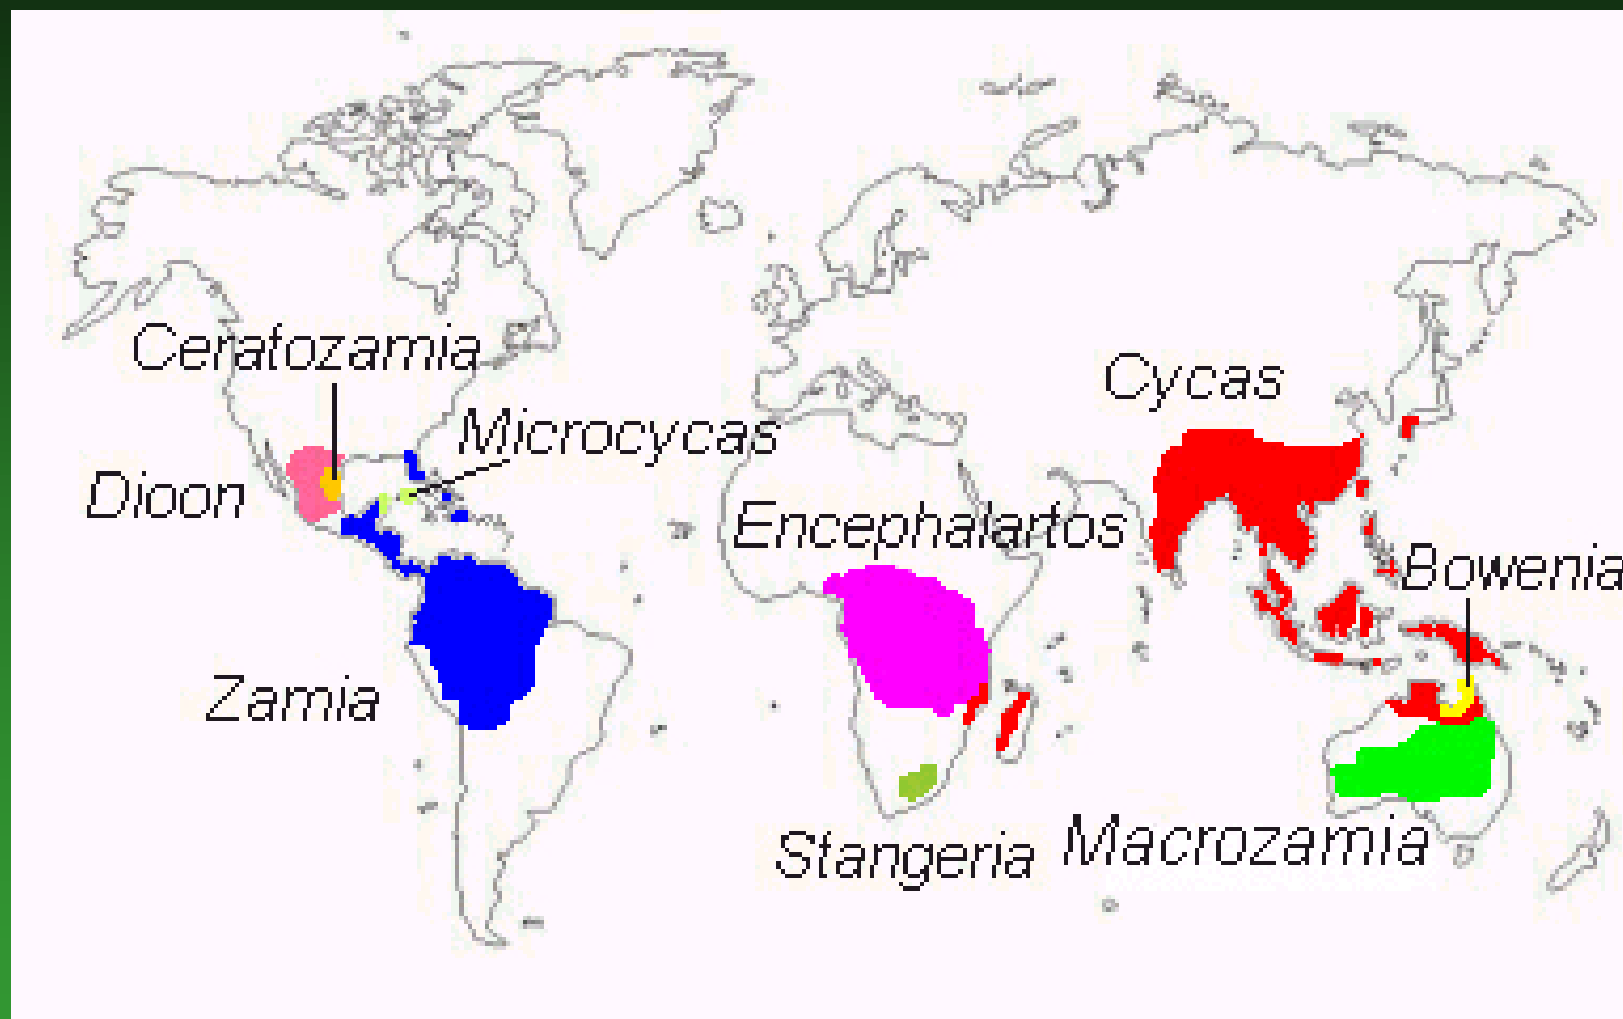 Ceratozamia
Cycas
Microcycas
Dioon
Encephalartos
Bowenia
Zamia
Stangeria
Macrozamia